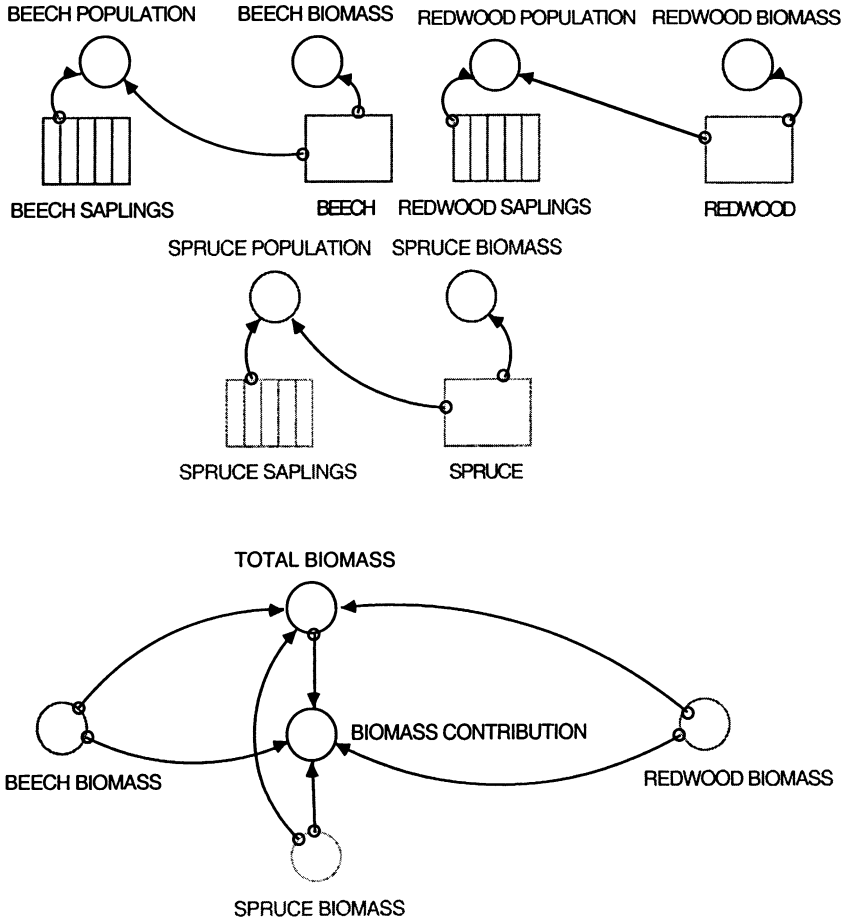 BEECH POPULATION
BEECH BIOMASS
REDWOOD POPULATION
REDWOOD BIOMASS
BEECH SAPLINGS
BEECH
REDWOOD SAPLINGS
REDWOOD
SPRUCE POPULATION
SPRUCE BIOMASS
SPRUCE SAPLINGS
SPRUCE
TOTAL BIOMASS
BIOMASS CONTRIBUTION
BEECH BIOMASS
REDWOOD BIOMASS
SPRUCE BIOMASS